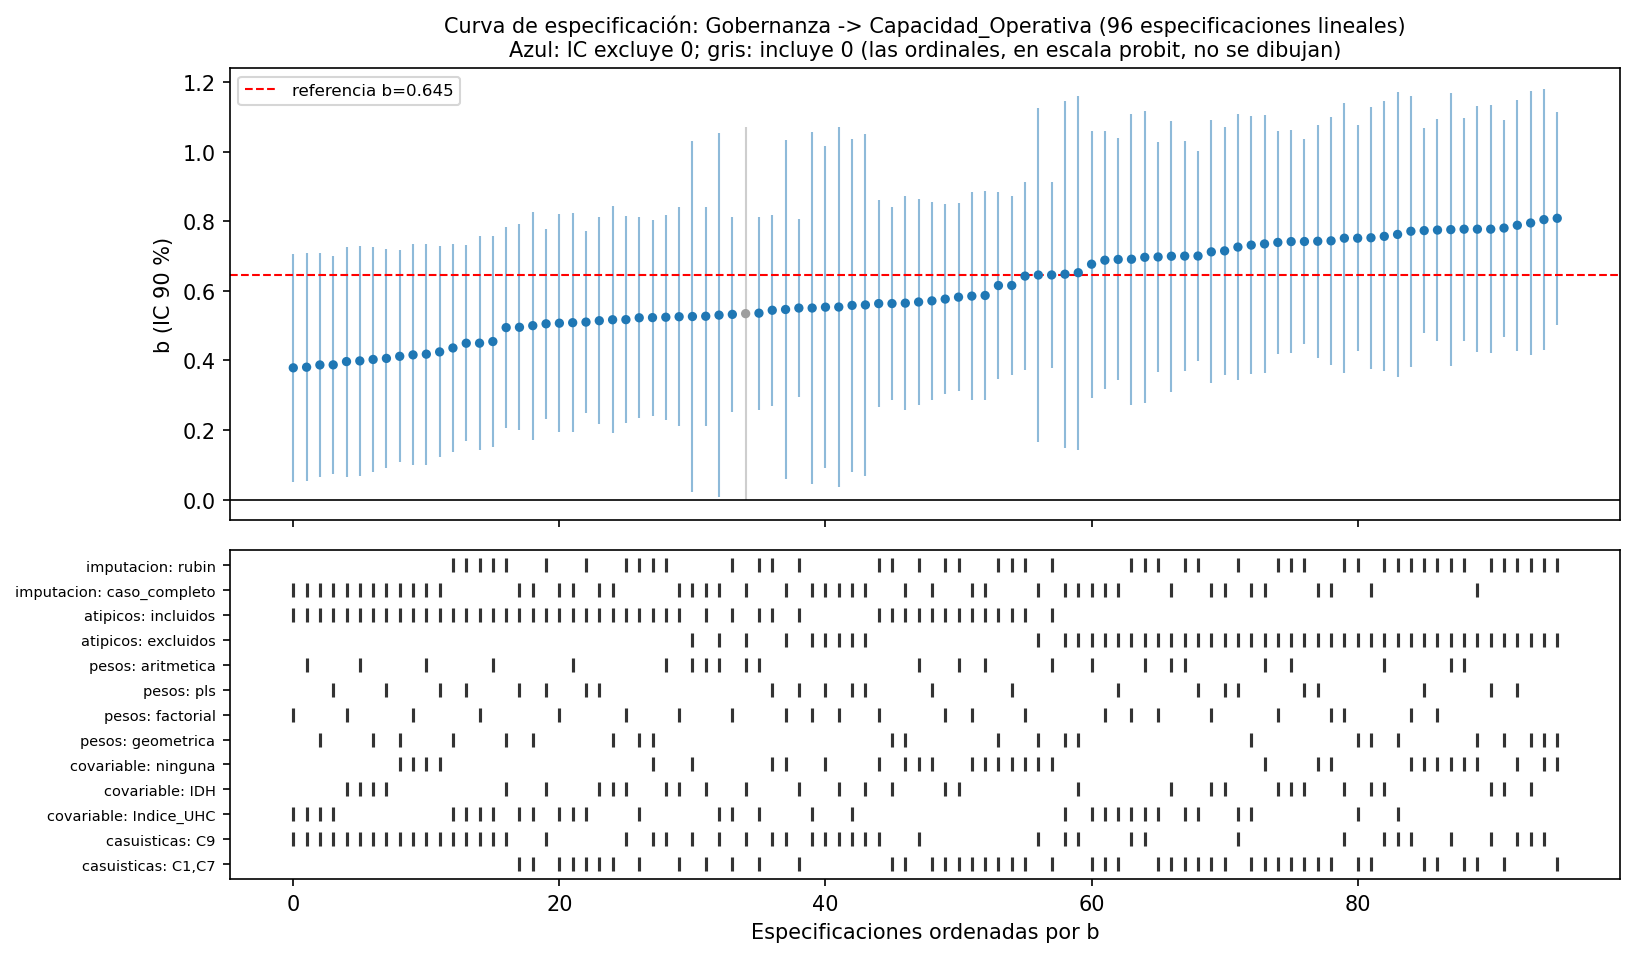 Curva de especificación: Gobernanza -> Capacidad_Operativa (96 especificaciones lineales)
Azul: IC excluye 0; gris: incluye 0 (las ordinales, en escala probit, no se dibujan)
referencia b=0.645
b (IC 90 %)
1.2
1.0
0.8
0.6
0.4
0.2
0.0
imputacion: rubin
imputacion: caso_completo
atipicos: incluidos
atipicos: excluidos
pesos: aritmetica
pesos: pls
pesos: factorial
pesos: geometrica
covariable: ninguna
covariable: IDH
covariable: Indice_UHC
casuisticas: C9
casuisticas: C1,C7
0 20 40 60 80
Especificaciones ordenadas por b